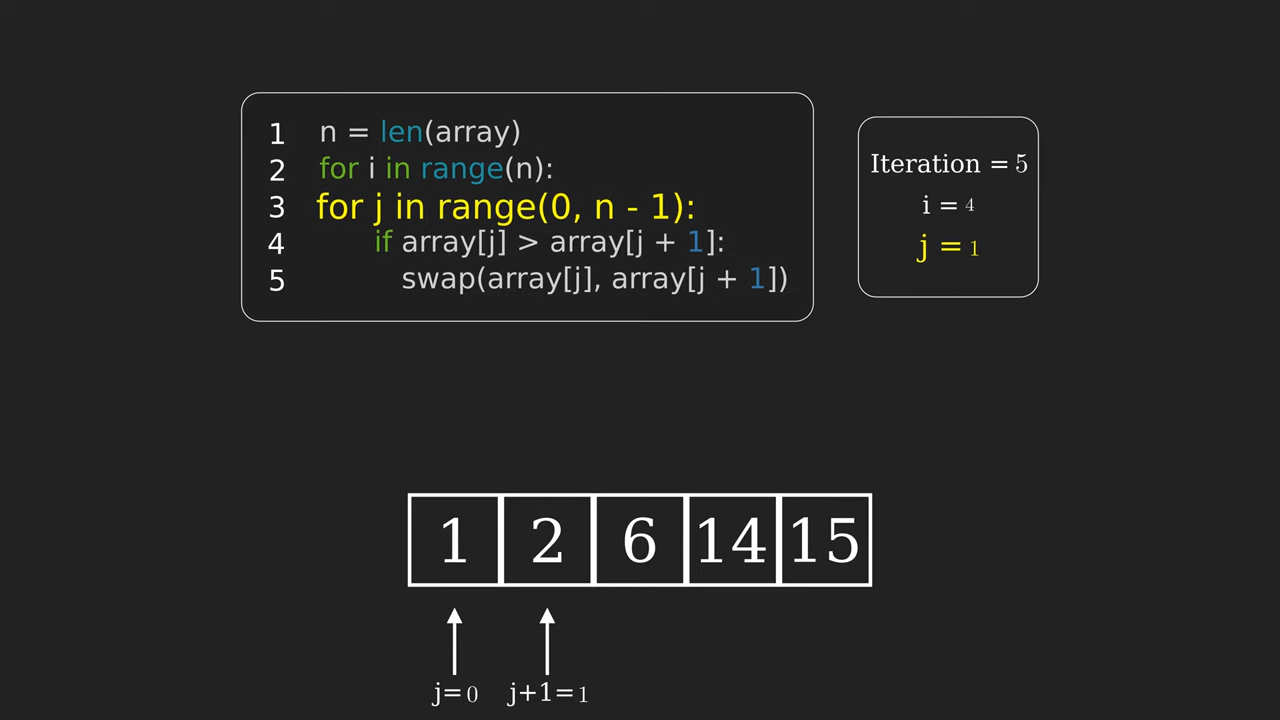 1 n = len(array)
2 for i in range(n):
3 for j in range(0, n - 1):
4 if array[j] > array[j + 1]:
5 swap(array[j], array[j + 1])
Iteration = 5
i = 4
j = 1
1 2 6 14 15
j=0 j+1=1